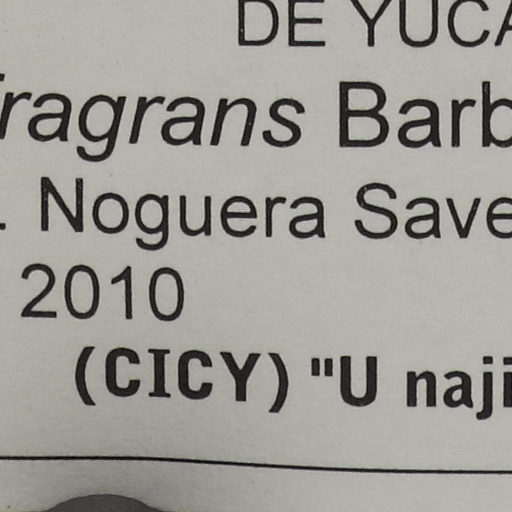 DE YUCA
fragrans Barb
. Noguera Save
2010
(CICY) "U naji